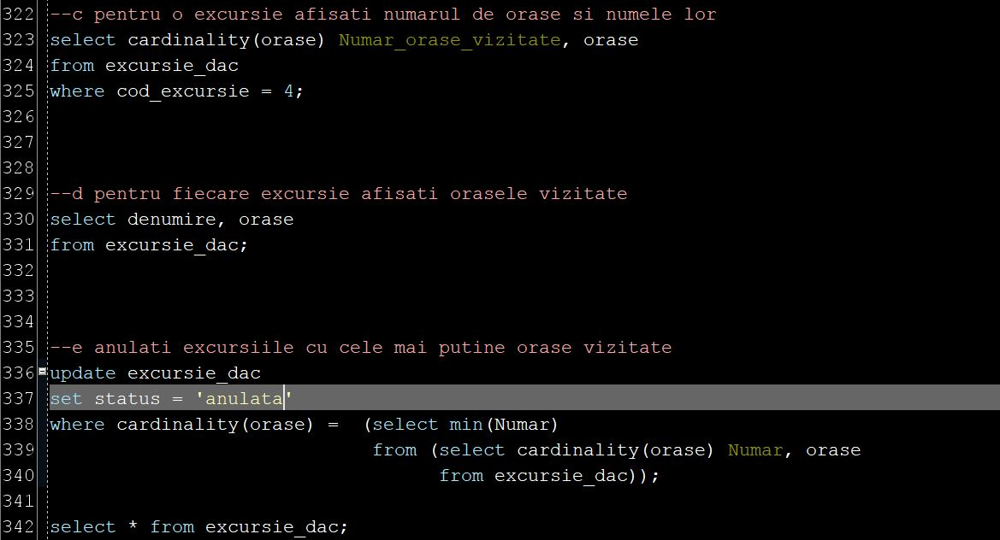 322 --c pentru o excursie afisati numarul de orase si numele lor
323 select cardinality(orase) Numar_orase_vizitate, orase
324 from excursie_dac
325 where cod_excursie = 4;
326
327
328
329 --d pentru fiecare excursie afisati orasele vizitate
330 select denumire, orase
331 from excursie_dac;
332
333
334
335 --e anulati excursiile cu cele mai putine orase vizitate
336 update excursie_dac
337 set status = 'anulata'
338 where cardinality(orase) =  (select min(Numar)
339                              from (select cardinality(orase) Numar, orase
340                                    from excursie_dac));
341
342 select * from excursie_dac;